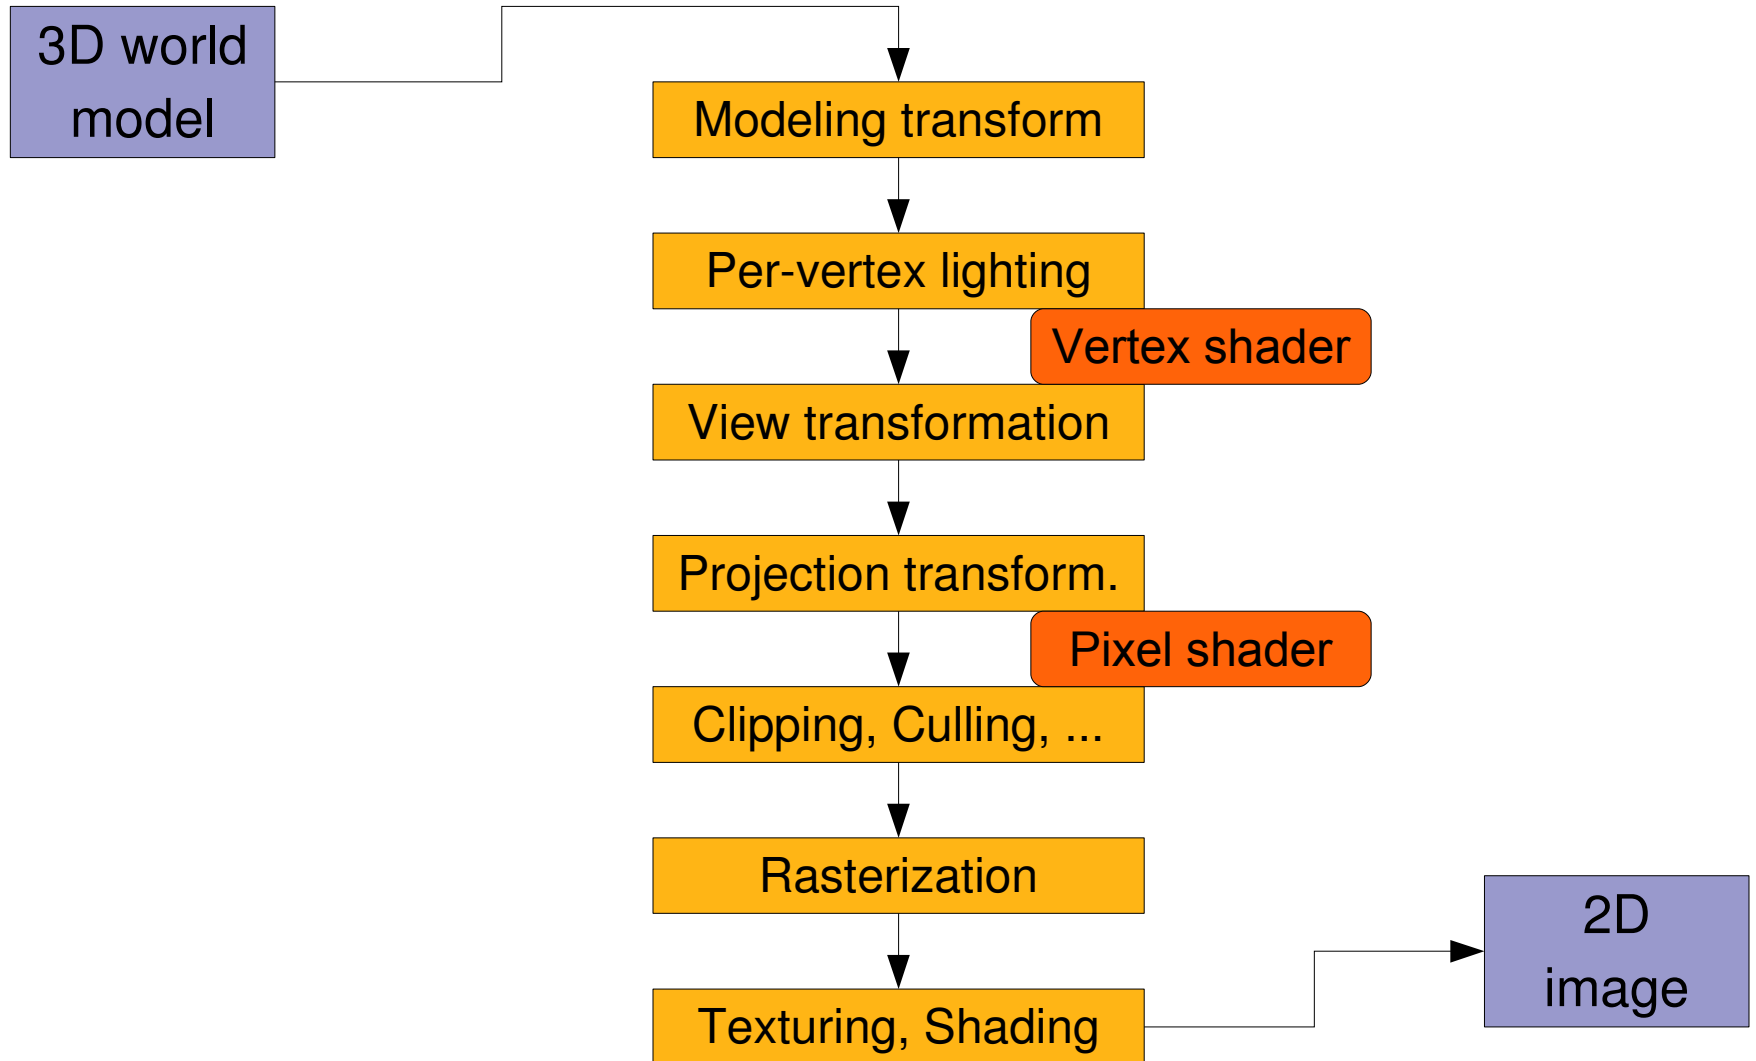 3D world
model
Modeling transform
Per-vertex lighting
Vertex shader
View transformation
Projection transform.
Pixel shader
Clipping, Culling, ...
Rasterization
2D
image
Texturing, Shading